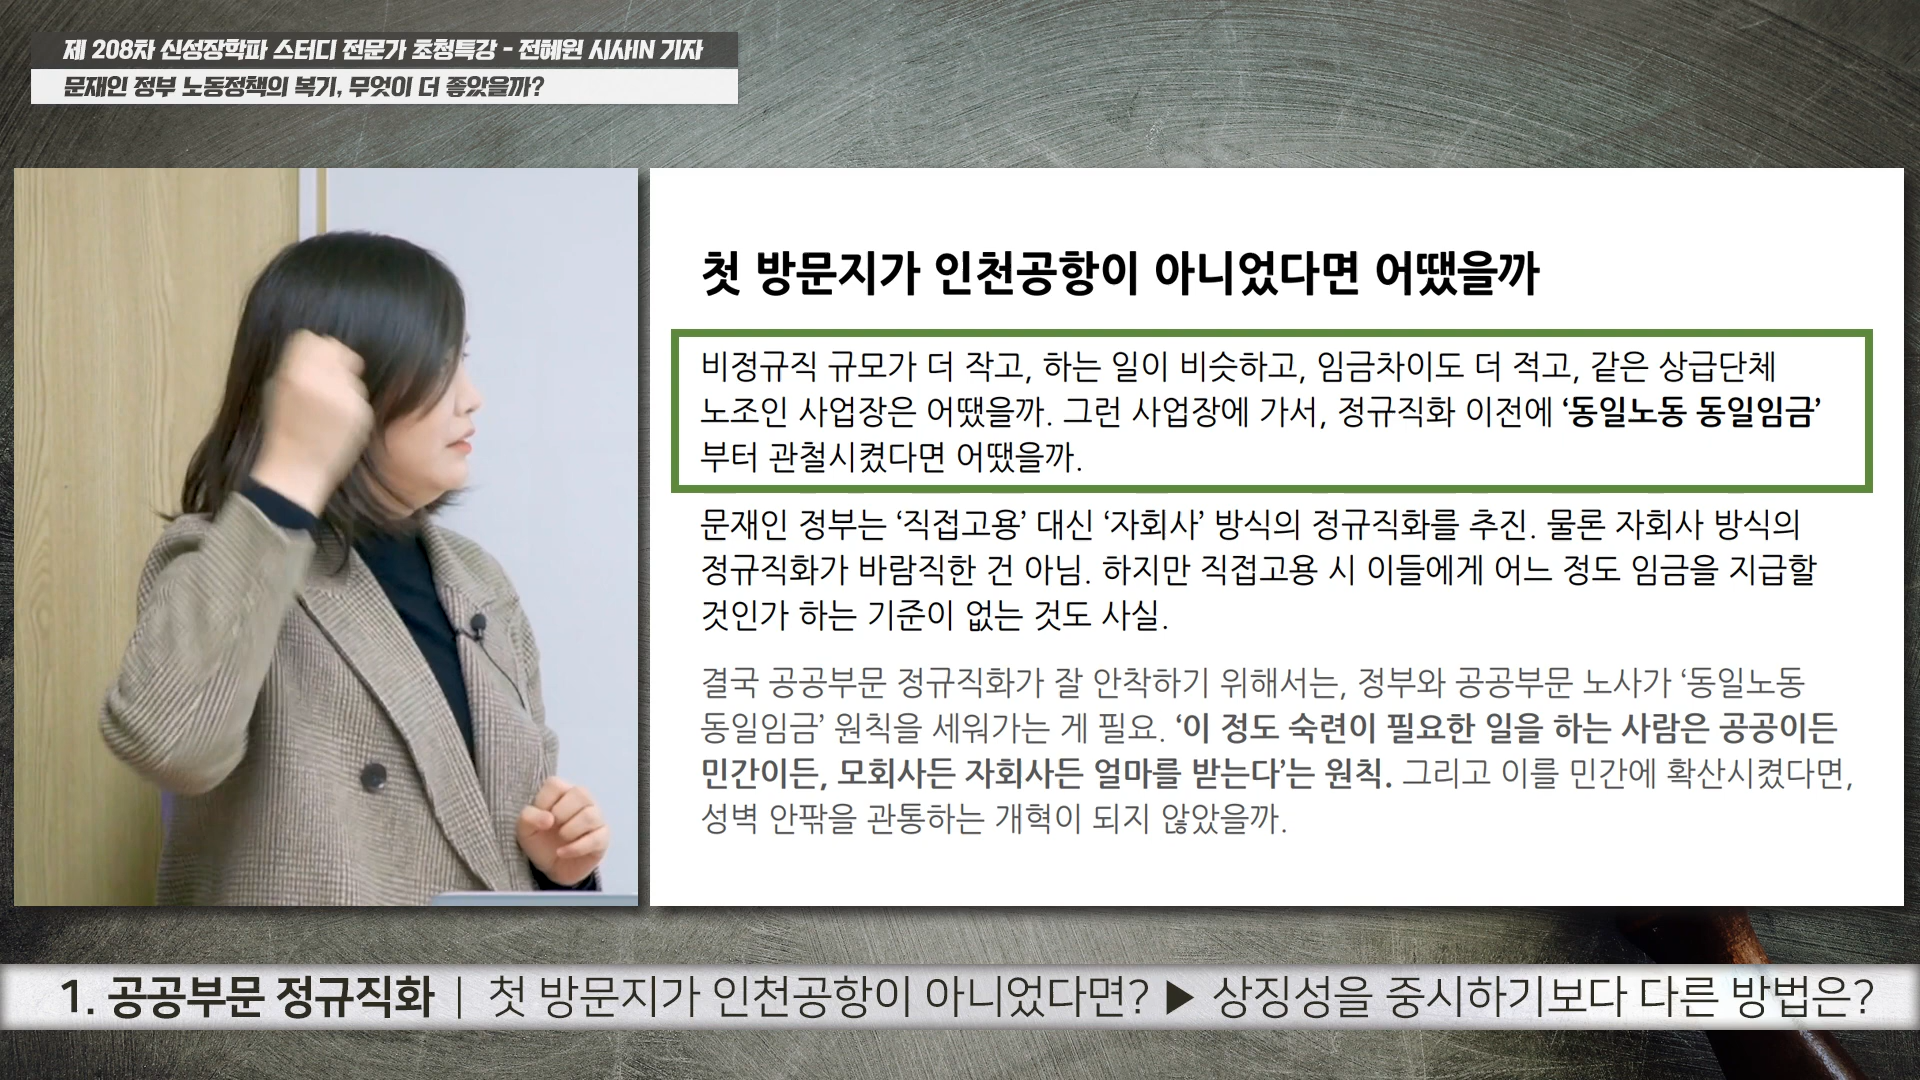 제 208차 신성장학파 스터디 전문가 초청특강 - 전혜원 시사IN 기자
문재인 정부 노동정책의 복기, 무엇이 더 좋았을까?
첫 방문지가 인천공항이 아니었다면 어땠을까
비정규직 규모가 더 작고, 하는 일이 비슷하고, 임금차이도 더 적고, 같은 상급단체
노조인 사업장은 어땠을까. 그런 사업장에 가서, 정규직화 이전에 ‘동일노동 동일임금’
부터 관철시켰다면 어땠을까.
문재인 정부는 ‘직접고용’ 대신 ‘자회사’ 방식의 정규직화를 추진. 물론 자회사 방식의
정규직화가 바람직한 건 아님. 하지만 직접고용 시 이들에게 어느 정도 임금을 지급할
것인가 하는 기준이 없는 것도 사실.
결국 공공부문 정규직화가 잘 안착하기 위해서는, 정부와 공공부문 노사가 ‘동일노동
동일임금’ 원칙을 세워가는 게 필요. ‘이 정도 숙련이 필요한 일을 하는 사람은 공공이든
민간이든, 모회사든 자회사든 얼마를 받는다’는 원칙. 그리고 이를 민간에 확산시켰다면,
성벽 안팎을 관통하는 개혁이 되지 않았을까.
1. 공공부문 정규직화 | 첫 방문지가 인천공항이 아니었다면? ▶ 상징성을 중시하기보다 다른 방법은?